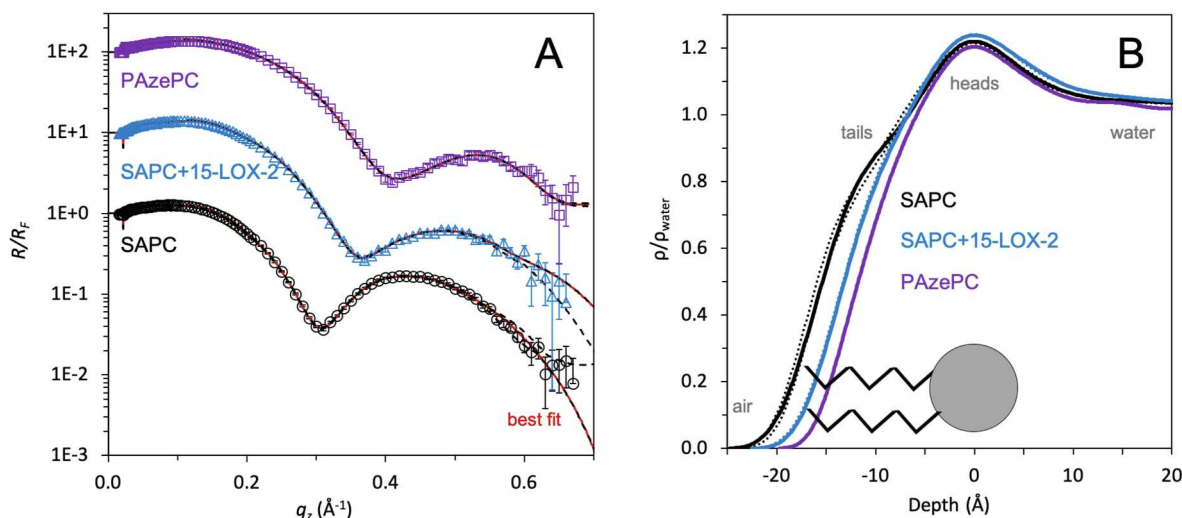 A
1E+2
1E+1
1E+0
1E-1
1E-2
1E-3
R/R_F
PAzePC
SAPC+15-LOX-2
SAPC
best fit
0.0
0.2
0.4
0.6
q_z (Å⁻¹)
B
1.2
1.0
0.8
0.6
0.4
0.2
0.0
ρ/ρ_water
heads
tails
water
SAPC
SAPC+15-LOX-2
PAzePC
air
-20
-10
0
10
20
Depth (Å)